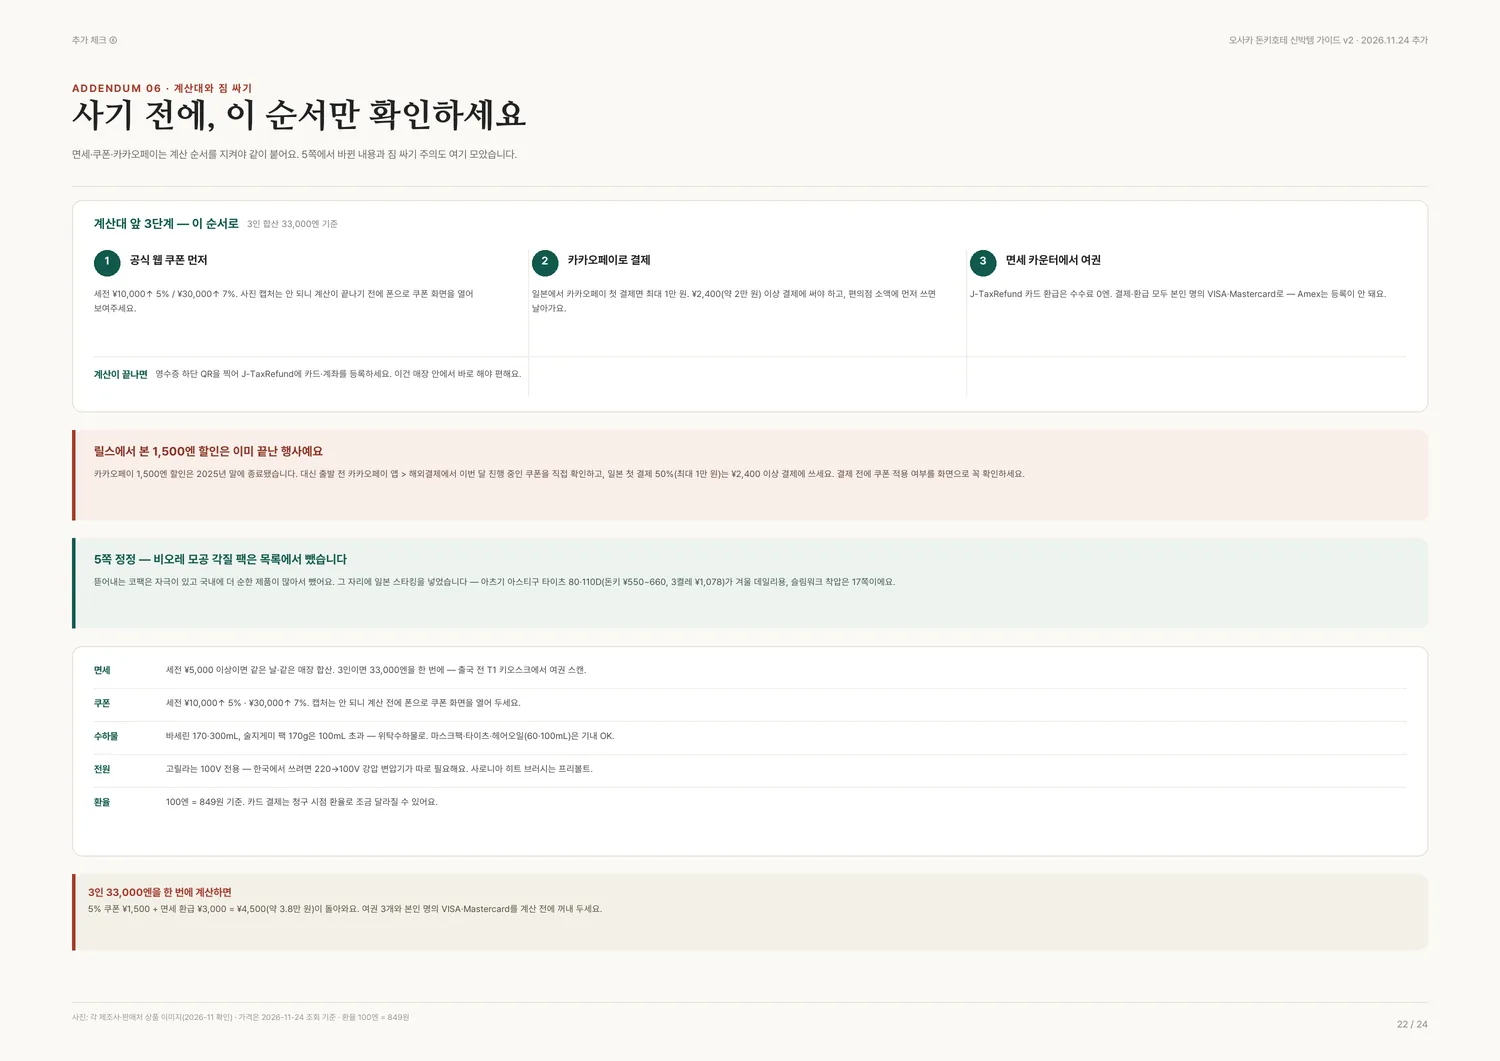 추가 체크 ⑥
오사카 돈키호테 신박템 가이드 v2 · 2026.11.24 추가
ADDENDUM 06 · 계산대와 짐 싸기
사기 전에, 이 순서만 확인하세요
면세·쿠폰·카카오페이는 계산 순서를 지켜야 같이 붙어요. 5쪽에서 바뀐 내용과 짐 싸기 주의도 여기 모았습니다.
계산대 앞 3단계 — 이 순서로 3인 합산 33,000엔 기준
1 공식 웹 쿠폰 먼저
세전 ¥10,000↑ 5% / ¥30,000↑ 7%. 사진 캡처는 안 되니 계산이 끝나기 전에 폰으로 쿠폰 화면을 열어
보여주세요.
2 카카오페이로 결제
일본에서 카카오페이 첫 결제면 최대 1만 원. ¥2,400(약 2만 원) 이상 결제에 써야 하고, 편의점 소액에 먼저 쓰면
날아가요.
3 면세 카운터에서 여권
J-TaxRefund 카드 환급은 수수료 0엔. 결제·환급 모두 본인 명의 VISA·Mastercard로 — Amex는 등록이 안 돼요.
계산이 끝나면 영수증 하단 QR을 찍어 J-TaxRefund에 카드·계좌를 등록하세요. 이건 매장 안에서 바로 해야 편해요.
릴스에서 본 1,500엔 할인은 이미 끝난 행사예요
카카오페이 1,500엔 할인은 2025년 말에 종료됐습니다. 대신 출발 전 카카오페이 앱 > 해외결제에서 이번 달 진행 중인 쿠폰을 직접 확인하고, 일본 첫 결제 50%(최대 1만 원)는 ¥2,400 이상 결제에 쓰세요. 결제 전에 쿠폰 적용 여부를 화면으로 꼭 확인하세요.
5쪽 정정 — 비오레 모공 각질 팩은 목록에서 뺐습니다
뜯어내는 코팩은 자극이 있고 국내에 더 순한 제품이 많아서 뺐어요. 그 자리에 일본 스타킹을 넣었습니다 — 아츠기 아스티구 타이츠 80·110D(돈키 ¥550–660, 3켤레 ¥1,078)가 겨울 데일리용, 슬림워크 착압은 17쪽이에요.
면세 세전 ¥5,000 이상이면 같은 날·같은 매장 합산. 3인이면 33,000엔을 한 번에 — 출국 전 T1 키오스크에서 여권 스캔.
쿠폰 세전 ¥10,000↑ 5% · ¥30,000↑ 7%. 캡처는 안 되니 계산 전에 폰으로 쿠폰 화면을 열어 두세요.
수하물 바세린 170·300mL, 술지게미 팩 170g은 100mL 초과 — 위탁수하물로. 마스크팩·타이츠·헤어오일(60·100mL)은 기내 OK.
전원 고릴라는 100V 전용 — 한국에서 쓰려면 220→100V 강압 변압기가 따로 필요해요. 사로니아 히트 브러시는 프리볼트.
환율 100엔 = 849원 기준. 카드 결제는 청구 시점 환율로 조금 달라질 수 있어요.
3인 33,000엔을 한 번에 계산하면
5% 쿠폰 ¥1,500 + 면세 환급 ¥3,000 = ¥4,500(약 3.8만 원)이 돌아와요. 여권 3개와 본인 명의 VISA·Mastercard를 계산 전에 꺼내 두세요.
사진: 각 제조사·판매처 상품 이미지(2026-11 확인) · 가격은 2026-11-24 조회 기준 · 환율 100엔 = 849원
22 / 24